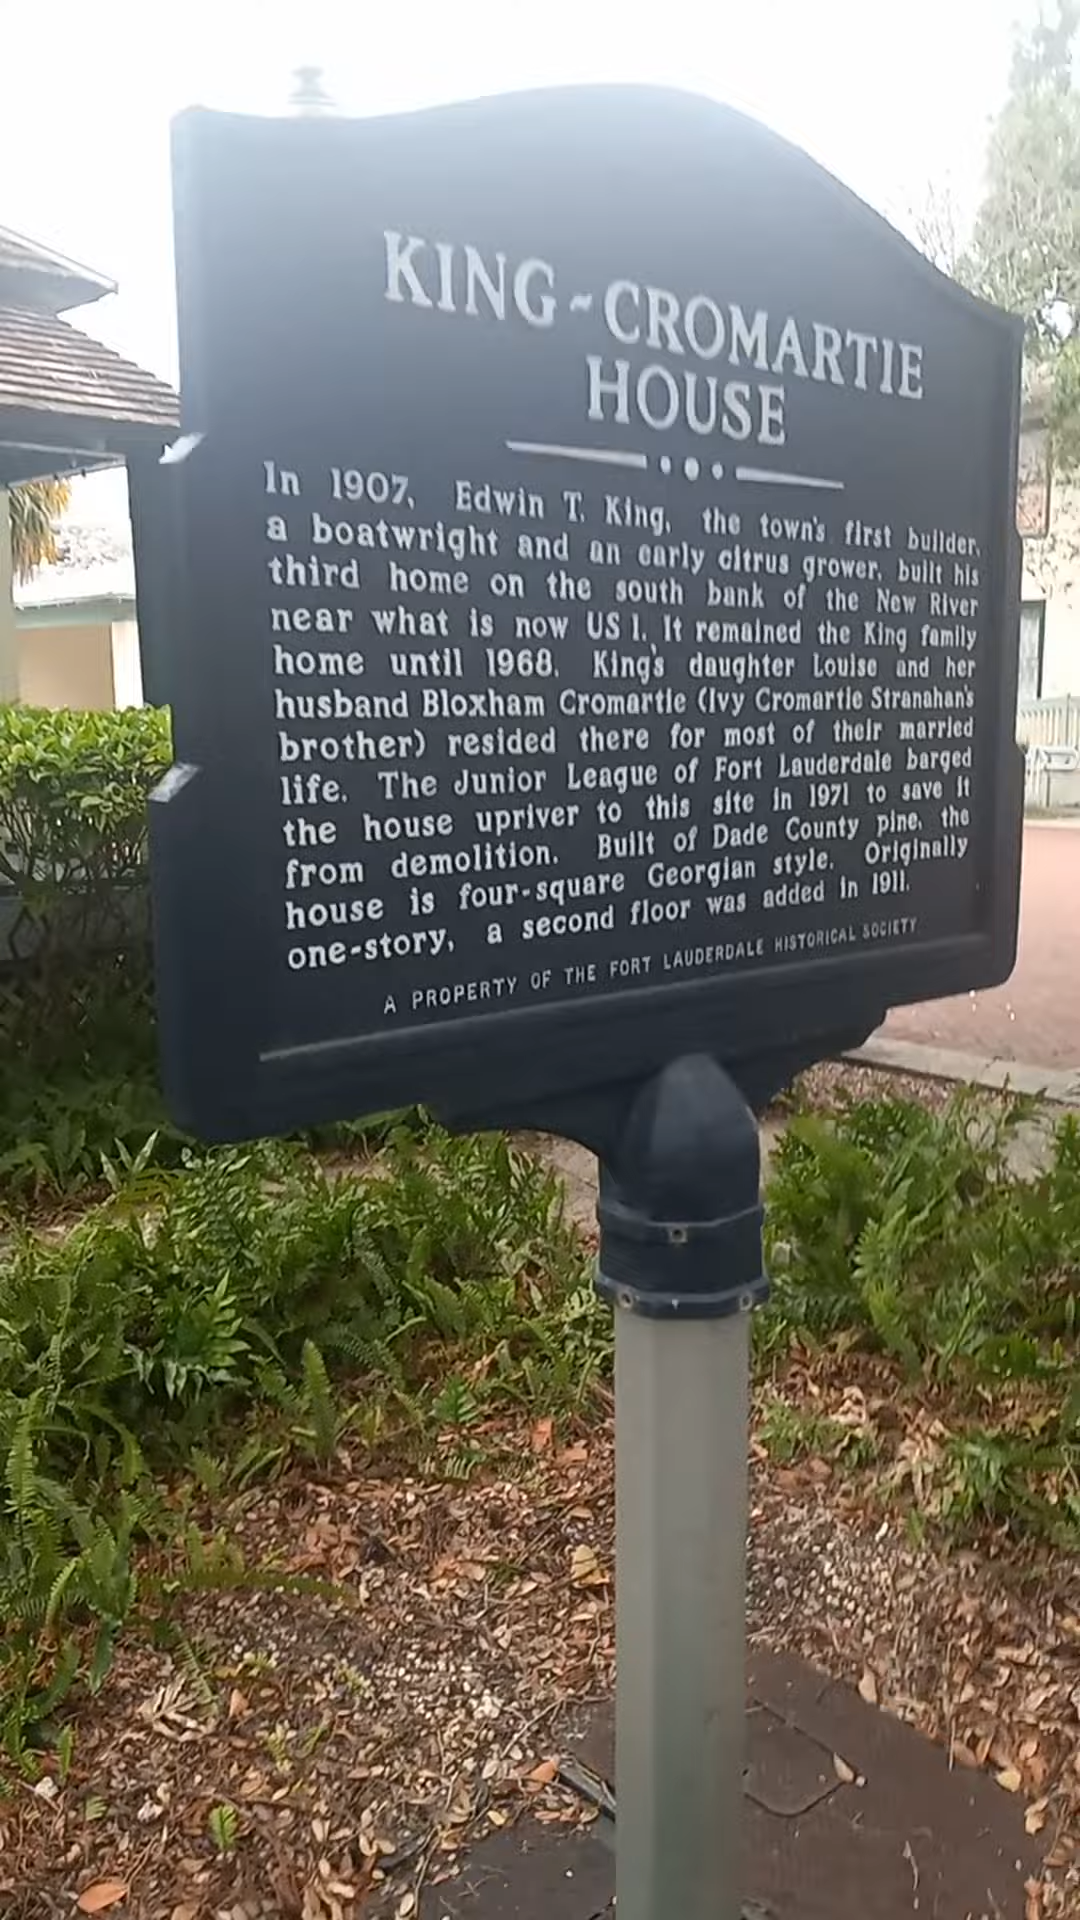 KING~CROMARTIE
HOUSE
In 1907, Edwin T. King, the town's first builder,
a boatwright and an early citrus grower, built his
third home on the south bank of the New River
near what is now US 1. It remained the King family
home until 1968. King's daughter Louise and her
husband Bloxham Cromartie (Ivy Cromartie Stranahan's
brother) resided there for most of their married
life. The Junior League of Fort Lauderdale barged
the house upriver to this site in 1971 to save it
from demolition. Built of Dade County pine, the
house is four-square Georgian style. Originally
one-story, a second floor was added in 1911.
A PROPERTY OF THE FORT LAUDERDALE HISTORICAL SOCIETY